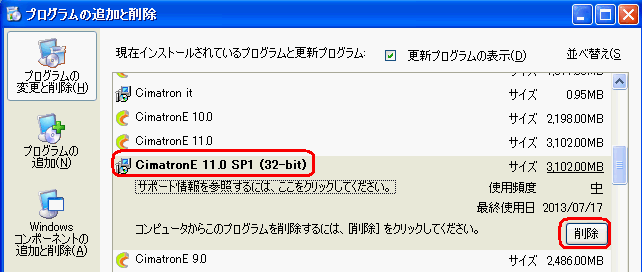 プログラムの追加と削除
現在インストールされているプログラムと更新プログラム:
更新プログラムの表示(D)
並べ替え(S
プログラムの
変更と削除(H)
プログラムの
追加(N)
Windows
コンポーネントの
追加と削除(A)
Cimatron it サイズ 0.95MB
CimatronE 10.0 サイズ 2,198.00MB
CimatronE 11.0 サイズ 3,102.00MB
CimatronE 11.0 SP1 (32-bit) サイズ 3,102.00MB
サポート情報を参照するには、ここをクリックしてください。 使用頻度 中
最終使用日 2013/07/17
コンピュータからこのプログラムを削除するには、[削除] をクリックしてください。 削除
CimatronE 9.0 サイズ 2,486.00MB